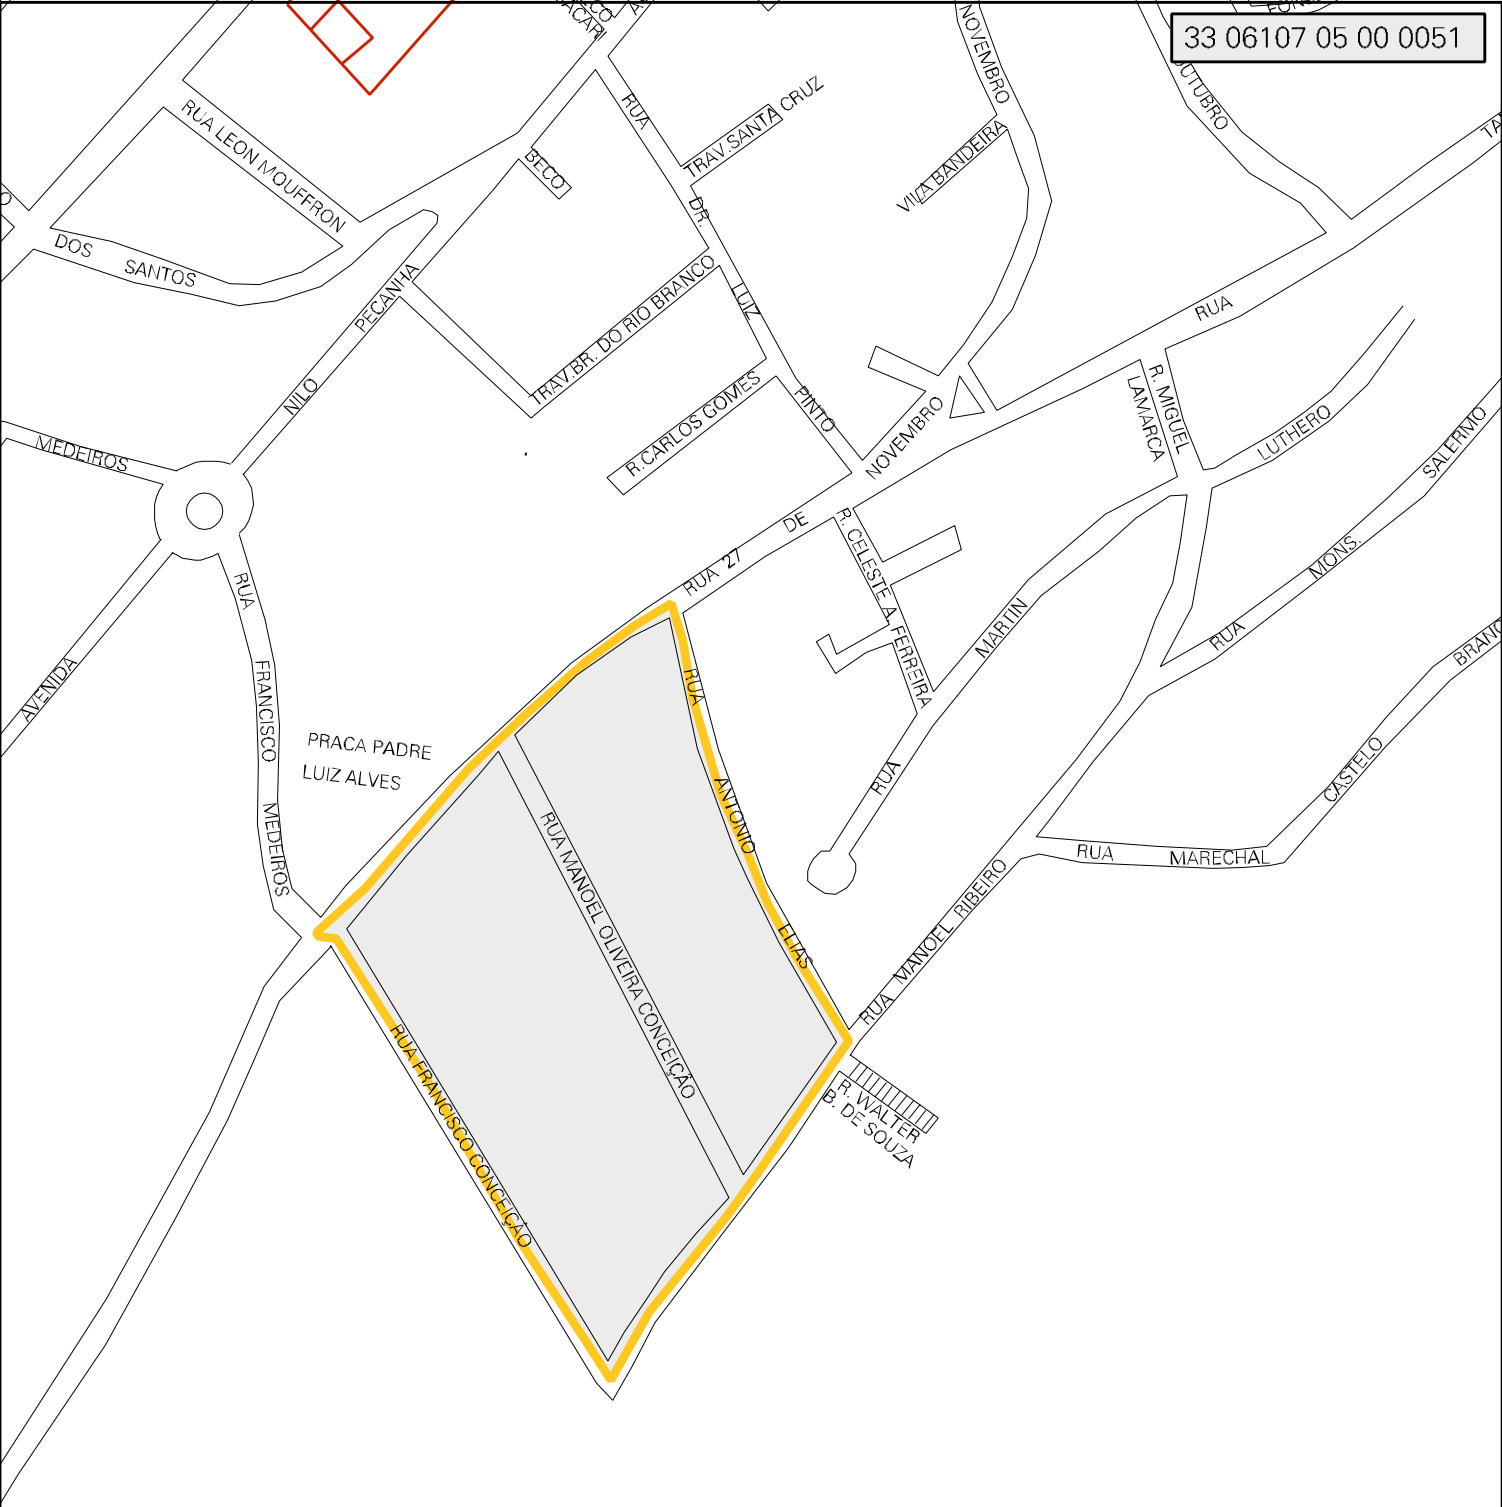 33 06107 05 00 0051
NOVEMBRO
OUTUBRO
RUA
TRAV.SANTA CRUZ
RUA LEON MOUFFRON
BECO
VILA BANDEIRA
DR.
DOS SANTOS
PECANHA
TRAV.BR. DO RIO BRANCO
LUIZ
RUA
NILO
R.CARLOS GOMES
PINTO
NOVEMBRO
R. MIGUEL
LAMARCA
LUTHERO
SALERMO
MEDEIROS
RUA 27
DE
R. CELESTE A. FERREIRA
MONS.
RUA
MARTIN
RUA
BRANC
AVENIDA
FRANCISCO
RUA
PRACA PADRE
LUIZ ALVES
RUA
CASTELO
ANTONIO
MEDEIROS
RUA MANOEL OLIVEIRA CONCEIÇÃO
RUA
MARECHAL
ELIAS
RUA MANOEL RIBEIRO
RUA FRANCISCO CONCEIÇÃO
R. WALTER
B. DE SOUZA